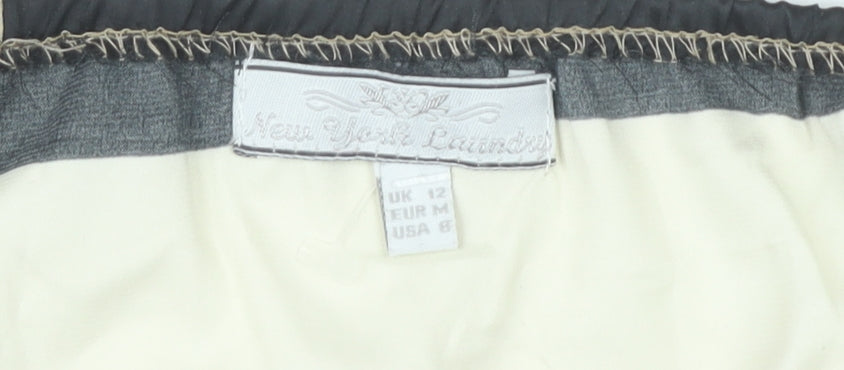 New York Laundry
UK 12
EUR M
USA 8